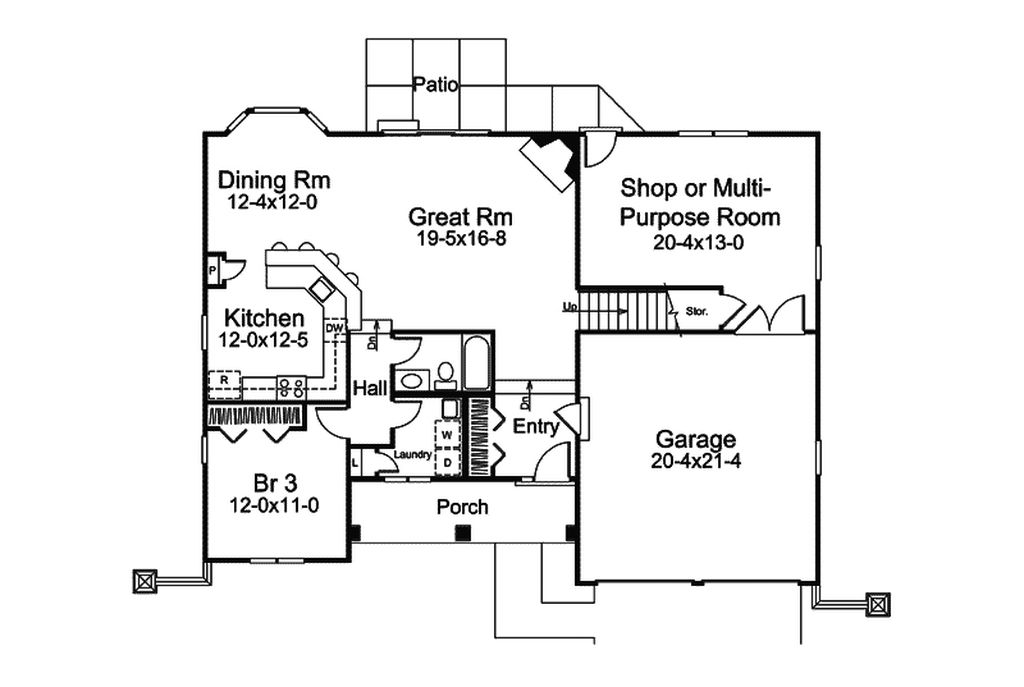 Patio
Dining Rm
12-4x12-0
Great Rm
19-5x16-8
Shop or Multi-
Purpose Room
20-4x13-0
P
Kitchen
12-0x12-5
DW
R
Up
Stor.
Dn
Hall
Dn
Entry
W
D
Laundry
L
Garage
20-4x21-4
Br 3
12-0x11-0
Porch